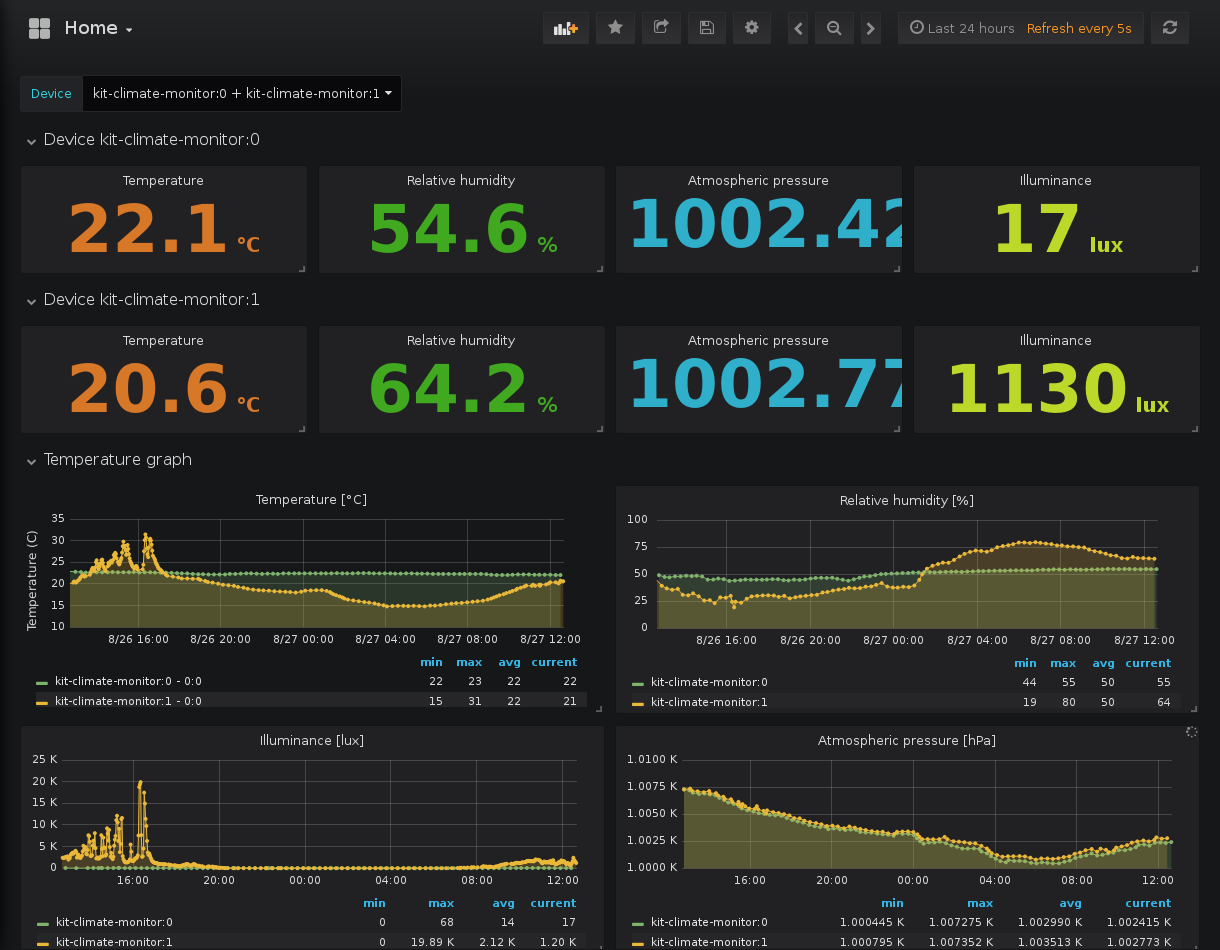 Home
Last 24 hours Refresh every 5s
Device kit-climate-monitor:0 + kit-climate-monitor:1
Device kit-climate-monitor:0
Temperature Relative humidity Atmospheric pressure Illuminance
22.1 °C 54.6 % 1002.42 17 lux
Device kit-climate-monitor:1
Temperature Relative humidity Atmospheric pressure Illuminance
20.6 °C 64.2 % 1002.77 1130 lux
Temperature graph
Temperature [°C]
Temperature (C)
35
30
25
20
15
10
8/26 16:00 8/26 20:00 8/27 00:00 8/27 04:00 8/27 08:00 8/27 12:00
min max avg current
kit-climate-monitor:0 - 0:0 22 23 22 22
kit-climate-monitor:1 - 0:0 15 31 22 21
Relative humidity [%]
100
75
50
25
0
8/26 16:00 8/26 20:00 8/27 00:00 8/27 04:00 8/27 08:00 8/27 12:00
min max avg current
kit-climate-monitor:0 44 55 50 55
kit-climate-monitor:1 19 80 50 64
Illuminance [lux]
25 K
20 K
15 K
10 K
5 K
0
16:00 20:00 00:00 04:00 08:00 12:00
min max avg current
kit-climate-monitor:0 0 68 14 17
kit-climate-monitor:1 0 19.89 K 2.12 K 1.20 K
Atmospheric pressure [hPa]
1.0100 K
1.0075 K
1.0050 K
1.0025 K
1.0000 K
16:00 20:00 00:00 04:00 08:00 12:00
min max avg current
kit-climate-monitor:0 1.000445 K 1.007275 K 1.002990 K 1.002415 K
kit-climate-monitor:1 1.000795 K 1.007352 K 1.003513 K 1.002773 K